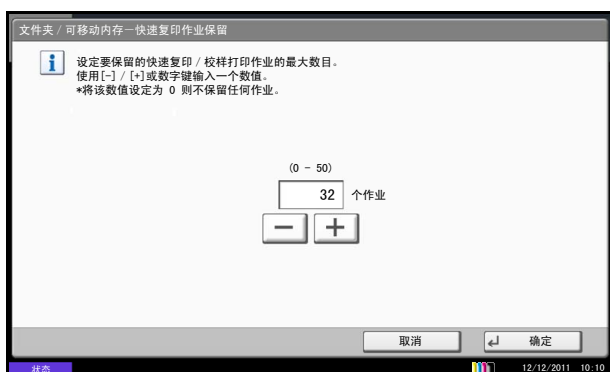 文件夹 / 可移动内存－快速复印作业保留
设定要保留的快速复印 / 校样打印作业的最大数目。
使用[-] / [+]或数字键输入一个数值。
*将该数值设定为 0 则不保留任何作业。
(0 - 50)
32 个作业
取消
确定
状态
12/12/2011 10:10